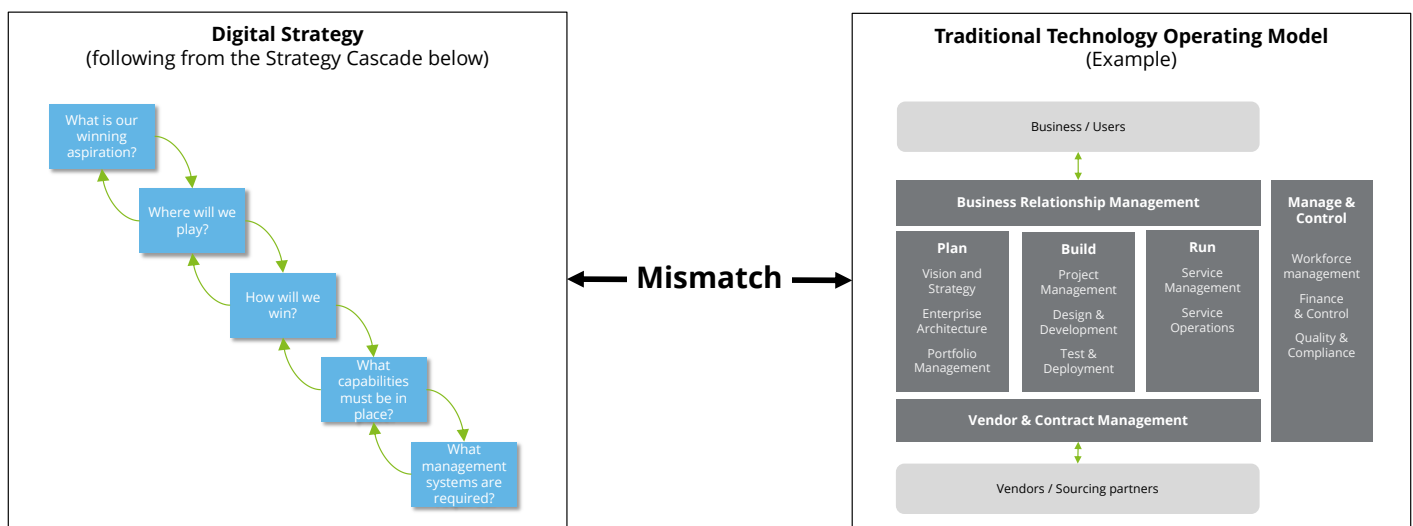 Digital Strategy
(following from the Strategy Cascade below)
What is our
winning
aspiration?
Where will we
play?
How will we
win?
What
capabilities
must be in
place?
What
management
systems are
required?
Mismatch
Traditional Technology Operating Model
(Example)
Business / Users
Business Relationship Management
Plan
Vision and
Strategy
Enterprise
Architecture
Portfolio
Management
Build
Project
Management
Design &
Development
Test &
Deployment
Run
Service
Management
Service
Operations
Manage &
Control
Workforce
management
Finance
& Control
Quality &
Compliance
Vendor & Contract Management
Vendors / Sourcing partners